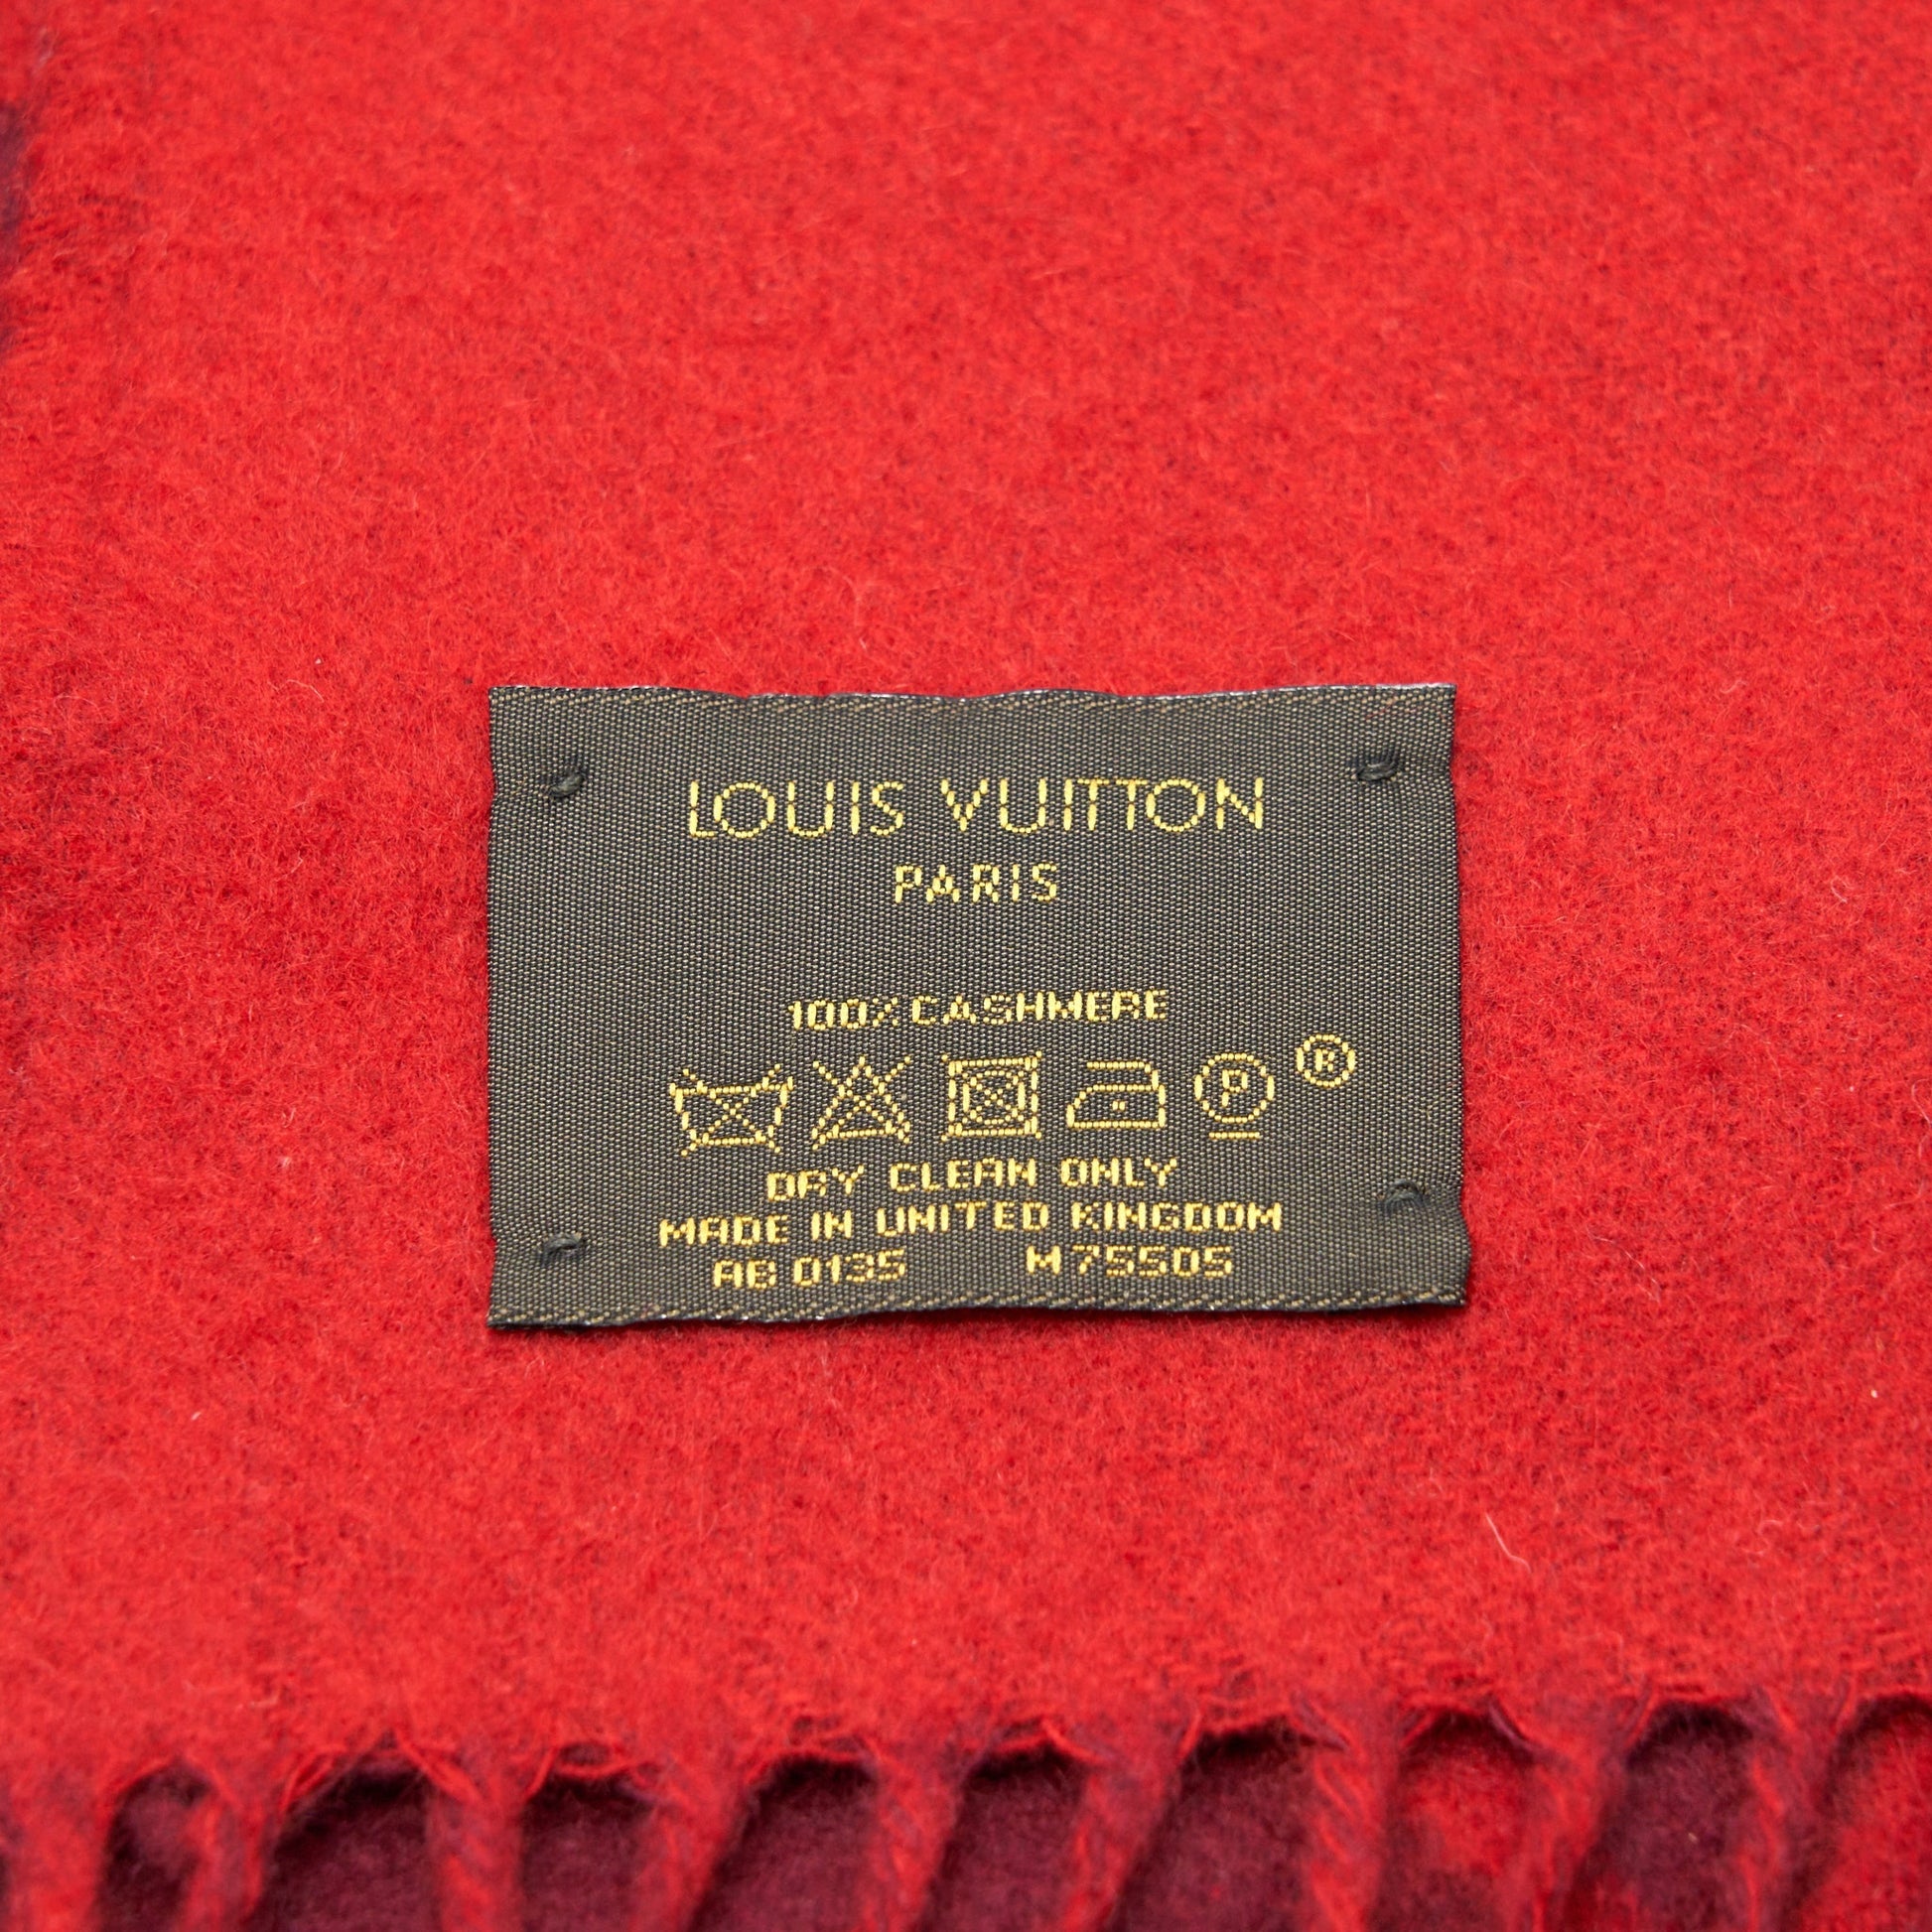 LOUIS VUITTON
PARIS
100% CASHMERE
P ®
DRY CLEAN ONLY
MADE IN UNITED KINGDOM
AB 0135 M75505